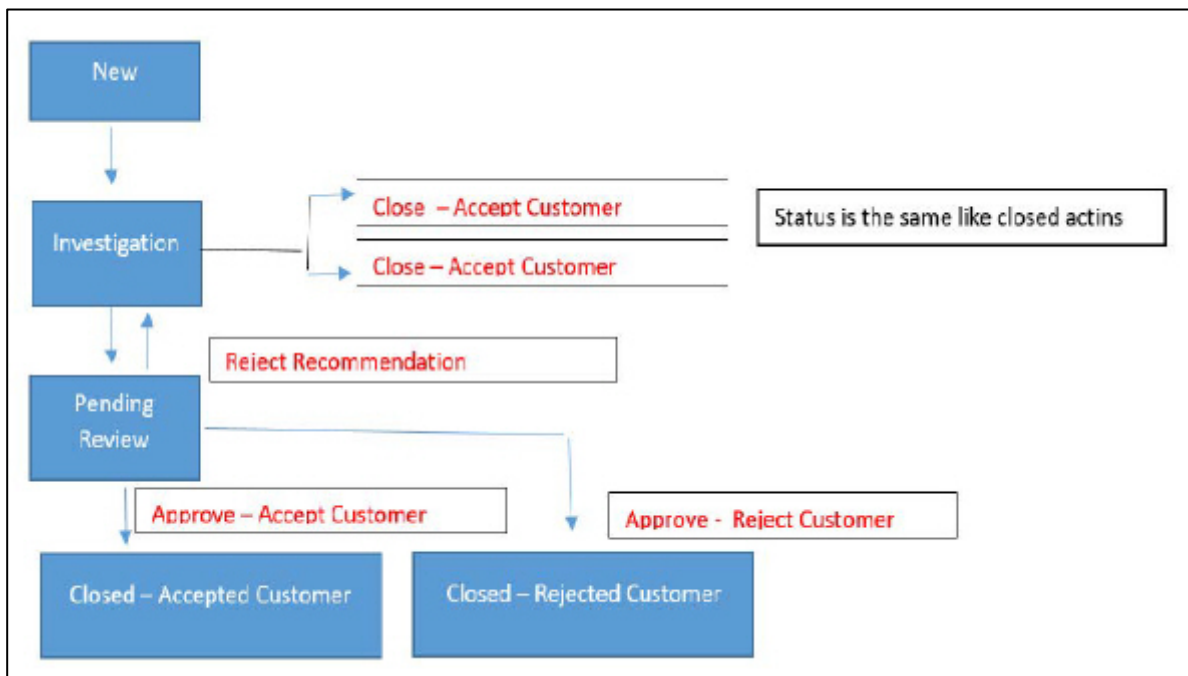 New
Close – Accept Customer
Status is the same like closed actins
Investigation
Close – Accept Customer
Reject Recommendation
Pending
Review
Approve – Accept Customer
Approve - Reject Customer
Closed – Accepted Customer
Closed – Rejected Customer